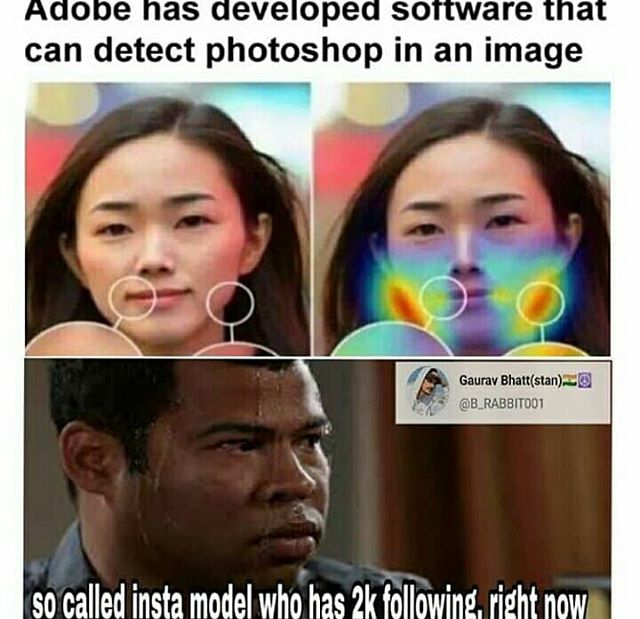 Adobe has developed software that
can detect photoshop in an image
Gaurav Bhatt(stan)🇮🇳☮
@B_RABBIT001
so called insta model who has 2k following, right now